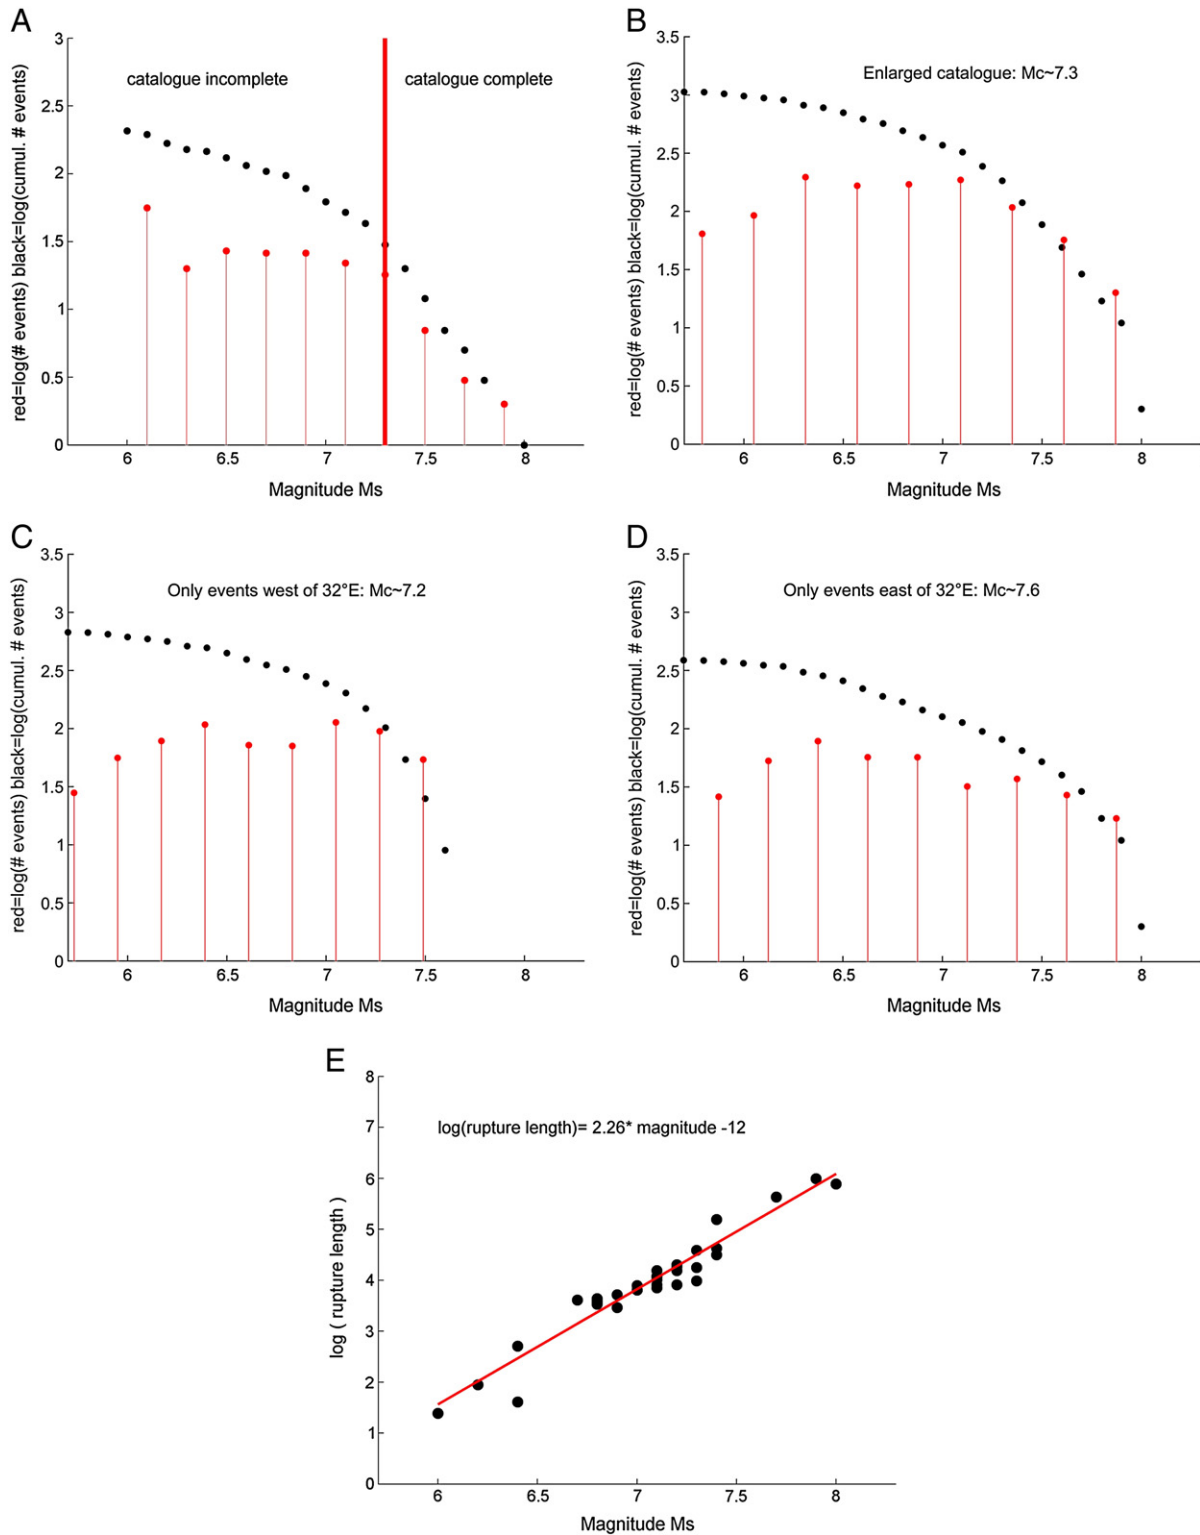 A
red=log(# events) black=log(cumul. # events)
3
2.5
2
1.5
1
0.5
0
catalogue incomplete
catalogue complete
6 6.5 7 7.5 8
Magnitude Ms
B
red=log(# events) black=log(cumul. # events)
3.5
3
2.5
2
1.5
1
0.5
0
Enlarged catalogue: Mc~7.3
6 6.5 7 7.5 8
Magnitude Ms
C
red=log(# events) black=log(cumul. # events)
3.5
3
2.5
2
1.5
1
0.5
0
Only events west of 32°E: Mc~7.2
6 6.5 7 7.5 8
Magnitude Ms
D
red=log(# events) black=log(cumul. # events)
3.5
3
2.5
2
1.5
1
0.5
0
Only events east of 32°E: Mc~7.6
6 6.5 7 7.5 8
Magnitude Ms
E
log ( rupture length )
8
7
6
5
4
3
2
1
0
log(rupture length)= 2.26* magnitude -12
6 6.5 7 7.5 8
Magnitude Ms